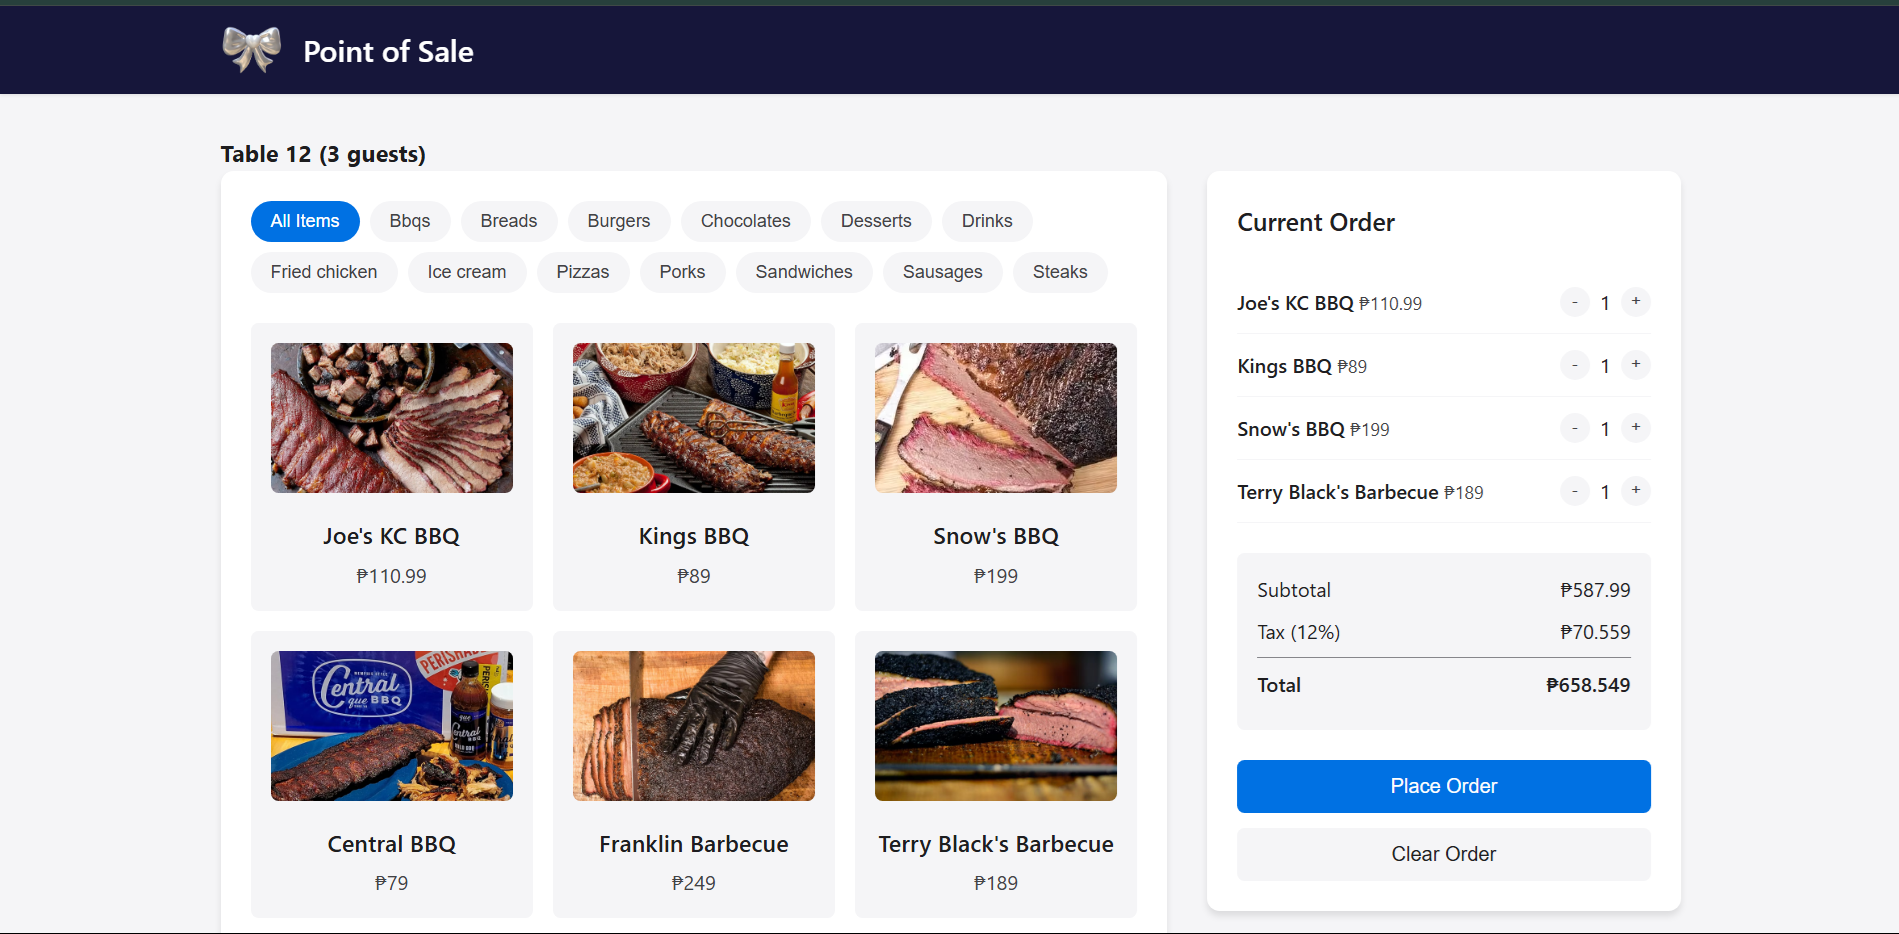 Point of Sale
Table 12 (3 guests)
All Items Bbqs Breads Burgers Chocolates Desserts Drinks
Fried chicken Ice cream Pizzas Porks Sandwiches Sausages Steaks
Joe's KC BBQ
₱110.99
Kings BBQ
₱89
Snow's BBQ
₱199
PERISHAB
Central
que BBQ
Central
Central BBQ
₱79
Franklin Barbecue
₱249
Terry Black's Barbecue
₱189
Current Order
Joe's KC BBQ ₱110.99 - 1 +
Kings BBQ ₱89 - 1 +
Snow's BBQ ₱199 - 1 +
Terry Black's Barbecue ₱189 - 1 +
Subtotal ₱587.99
Tax (12%) ₱70.559
Total ₱658.549
Place Order
Clear Order